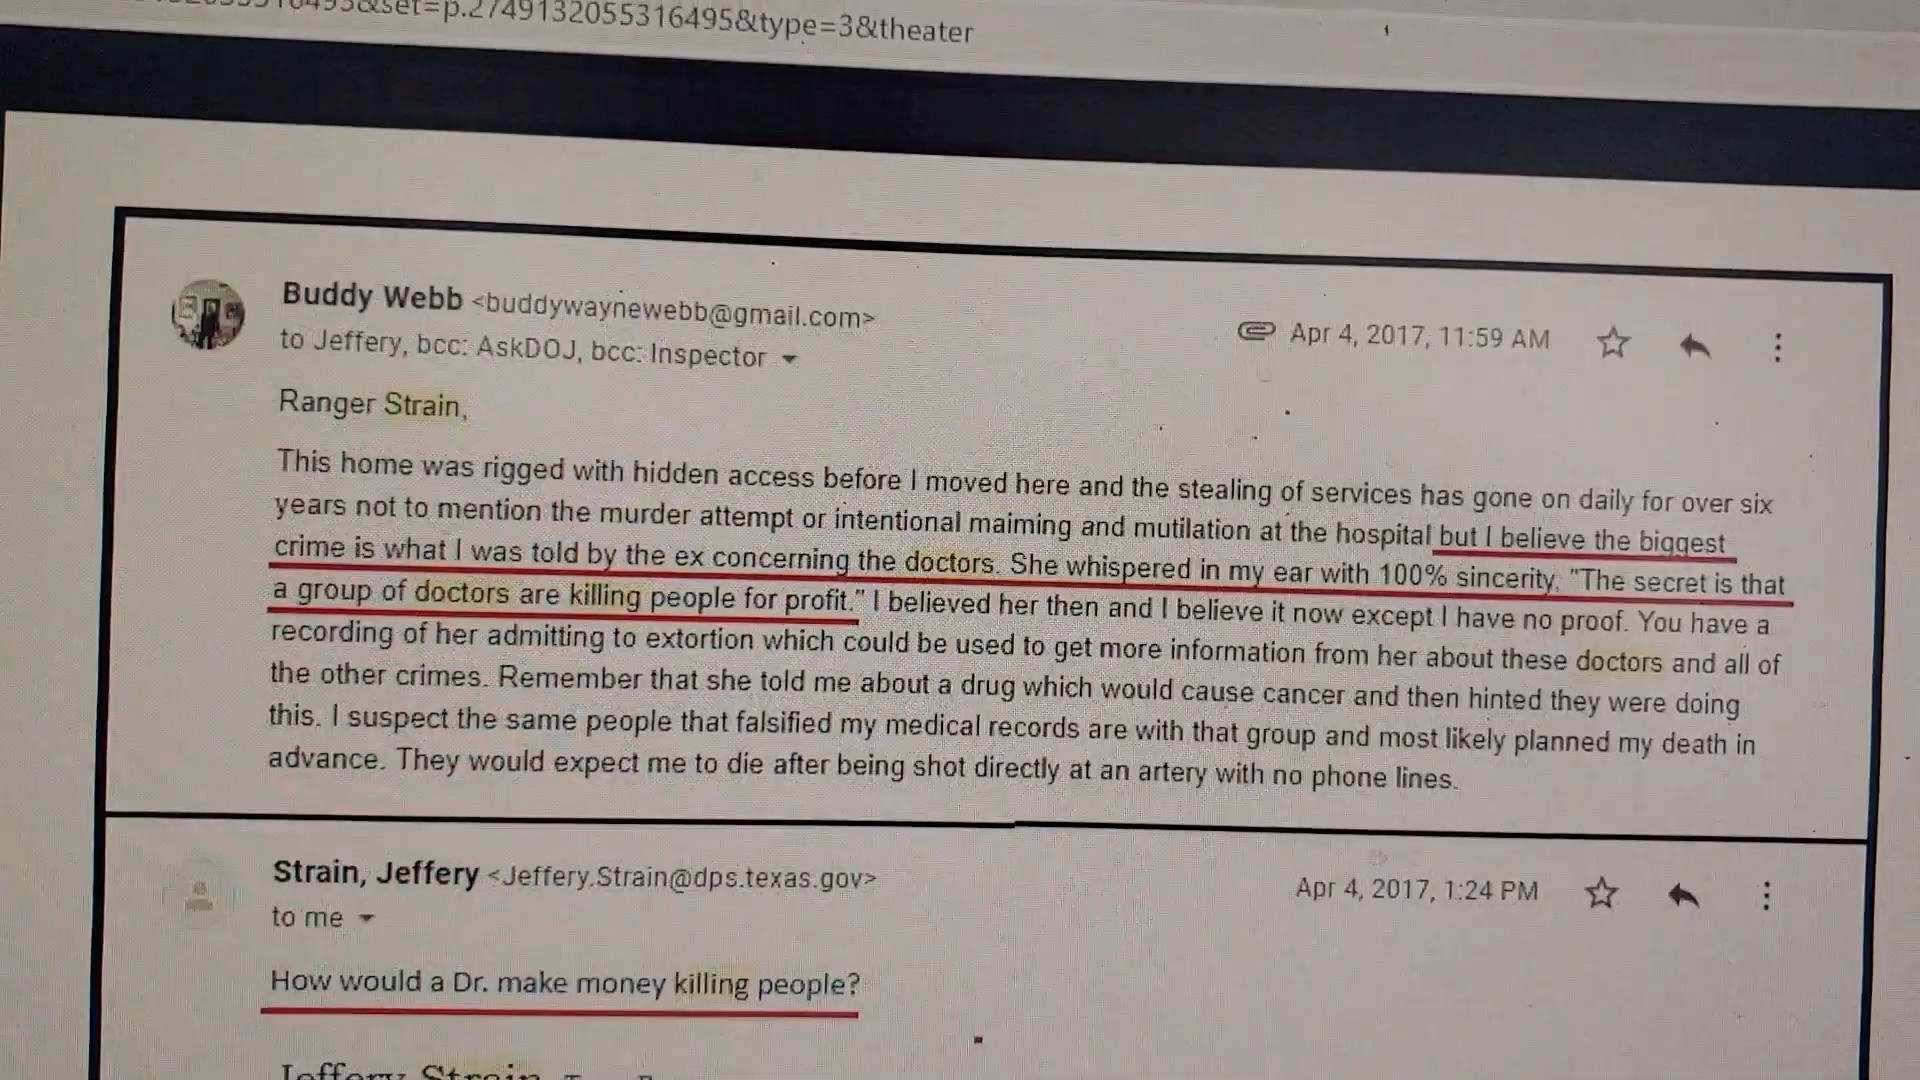 &set=p.2749132055316495&type=3&theater
Buddy Webb <buddywaynewebb@gmail.com>
to Jeffery, bcc: AskDOJ, bcc: Inspector
Apr 4, 2017, 11:59 AM
Ranger Strain,
This home was rigged with hidden access before I moved here and the stealing of services has gone on daily for over six
years not to mention the murder attempt or intentional maiming and mutilation at the hospital but I believe the biggest
crime is what I was told by the ex concerning the doctors. She whispered in my ear with 100% sincerity, "The secret is that
a group of doctors are killing people for profit." I believed her then and I believe it now except I have no proof. You have a
recording of her admitting to extortion which could be used to get more information from her about these doctors and all of
the other crimes. Remember that she told me about a drug which would cause cancer and then hinted they were doing
this. I suspect the same people that falsified my medical records are with that group and most likely planned my death in
advance. They would expect me to die after being shot directly at an artery with no phone lines.
Strain, Jeffery <Jeffery.Strain@dps.texas.gov>
to me
Apr 4, 2017, 1:24 PM
How would a Dr. make money killing people?
Jeffery Strain